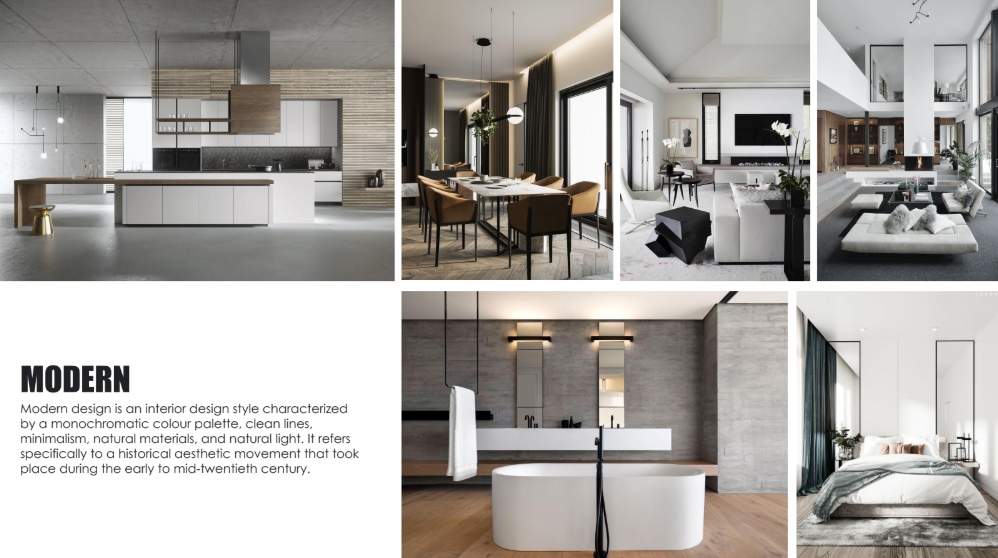 MODERN
Modern design is an interior design style characterized
by a monochromatic colour palette, clean lines,
minimalism, natural materials, and natural light. It refers
specifically to a historical aesthetic movement that took
place during the early to mid-twentieth century.